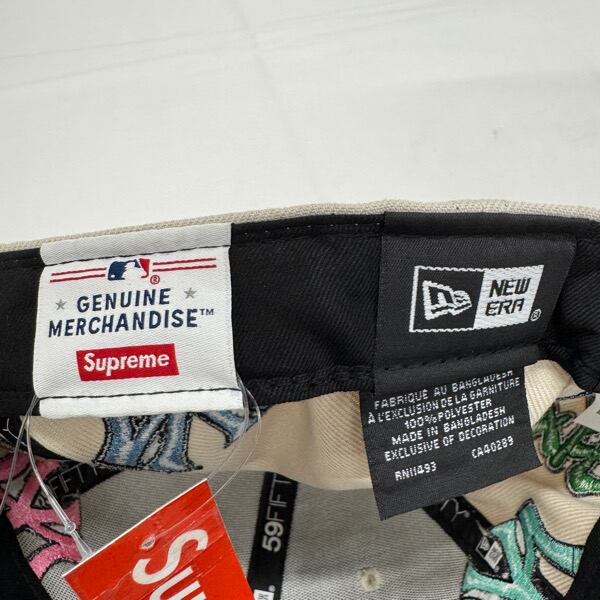 GENUINE
MERCHANDISE™
Supreme
NEW
ERA®
FABRIQUÉ AU BANGLADESH
À L'EXCLUSION DE LA GARNITURE
100% POLYESTER
MADE IN BANGLADESH
EXCLUSIVE OF DECORATION
RN11493 CA40289
59FIFTY
Su